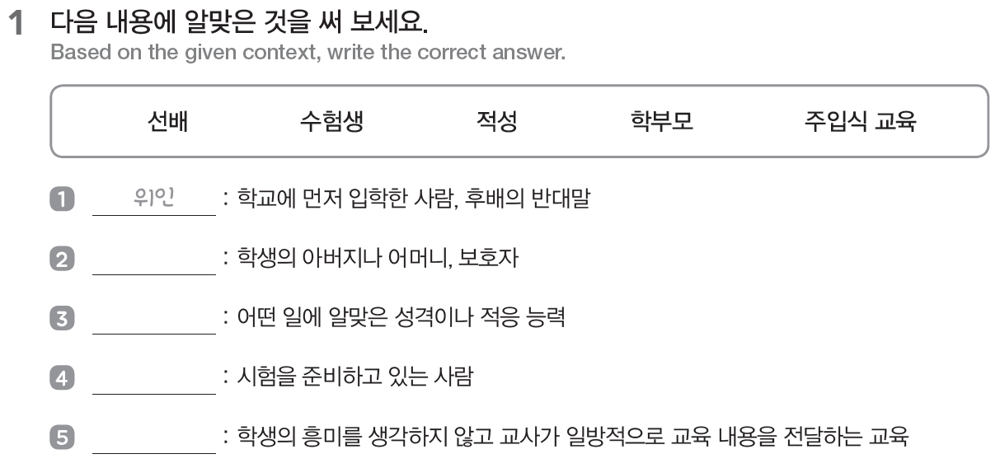 1 다음 내용에 알맞은 것을 써 보세요.
Based on the given context, write the correct answer.
선배 수험생 적성 학부모 주입식 교육
1 위인 : 학교에 먼저 입학한 사람, 후배의 반대말
2 : 학생의 아버지나 어머니, 보호자
3 : 어떤 일에 알맞은 성격이나 적응 능력
4 : 시험을 준비하고 있는 사람
5 : 학생의 흥미를 생각하지 않고 교사가 일방적으로 교육 내용을 전달하는 교육